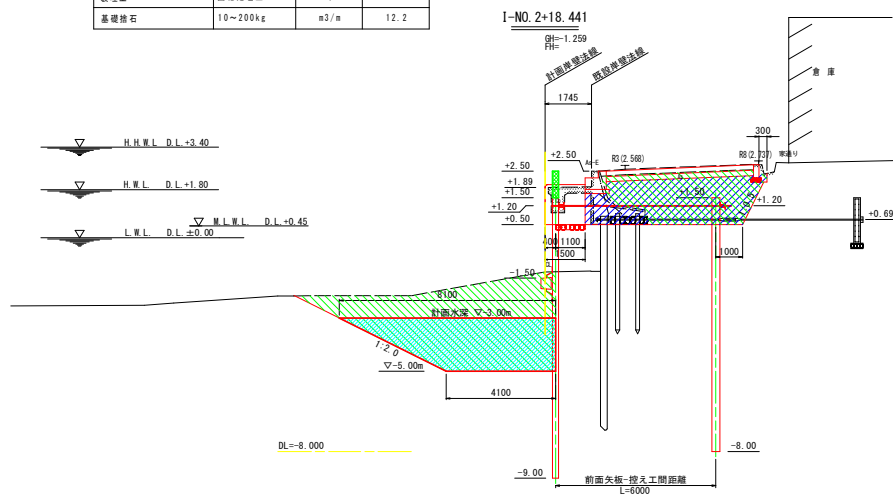 基礎捨石 10～200kg m3/m 12.2
I-NO.2+18.441
GH=-1.259
FH=
計画岸壁法線
既設岸壁法線
1745
倉 庫
300
H.H.W.L D.L.+3.40
As-E
R3(2.568)
R8(2.737)
+2.50
+2.50
H.W.L. D.L.+1.80
+1.89
+1.50
+1.50
+1.20
+1.20
M.L.W.L. D.L.+0.45
+0.50
+0.69
L.W.L. D.L.±0.00
400 1100
1500
1000
-1.50
8100
計画水深 ▽-3.00m
1:2.0
▽-5.00m
4100
DL=-8.000
-8.00
-9.00
前面矢板-控え工間距離
L=6000